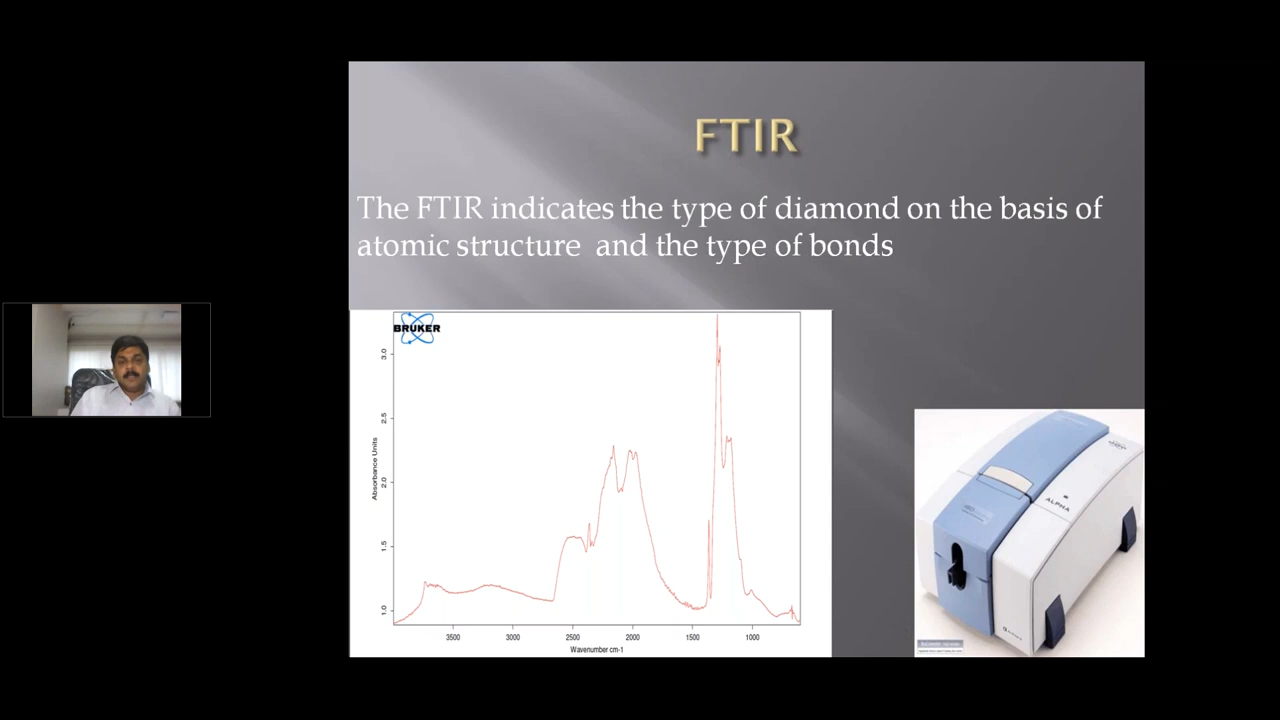 FTIR
The FTIR indicates the type of diamond on the basis of
atomic structure and the type of bonds
BRUKER
3.0
2.5
2.0
1.5
1.0
Absorbance Units
3500 3000 2500 2000 1500 1000
Wavenumber cm-1
ALPHA